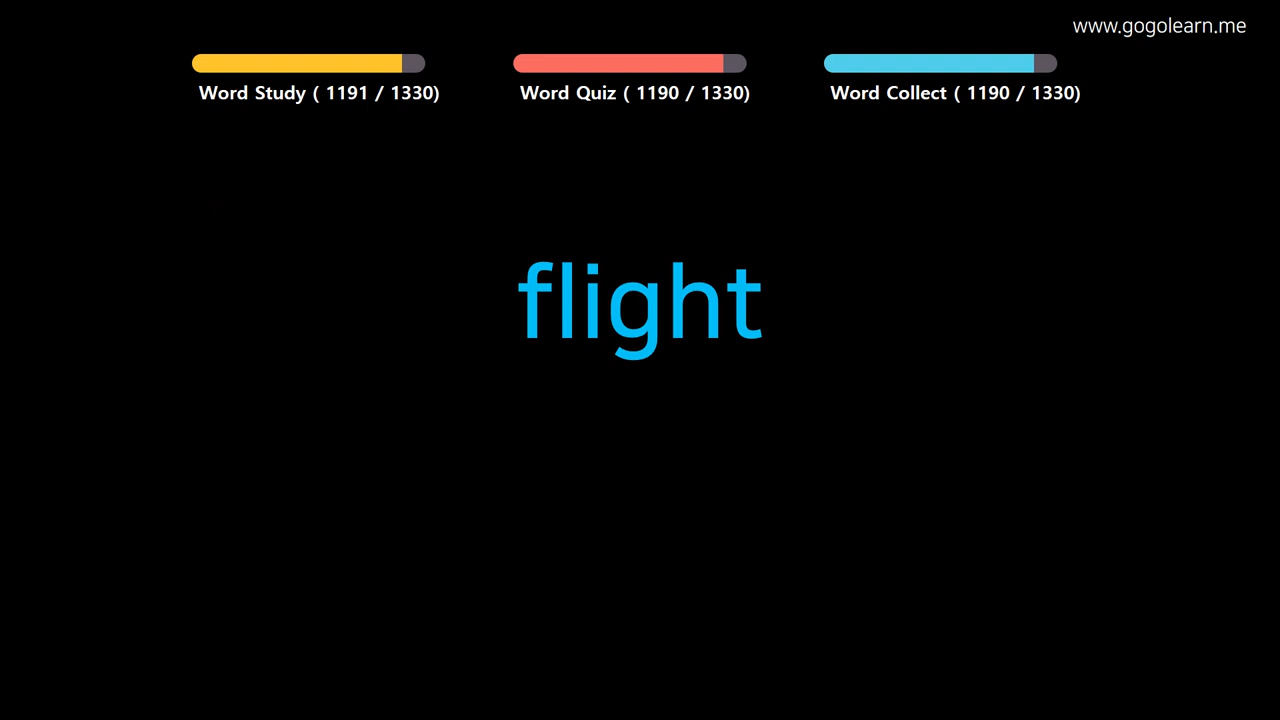 www.gogolearn.me
Word Study ( 1191 / 1330)
Word Quiz ( 1190 / 1330)
Word Collect ( 1190 / 1330)
flight